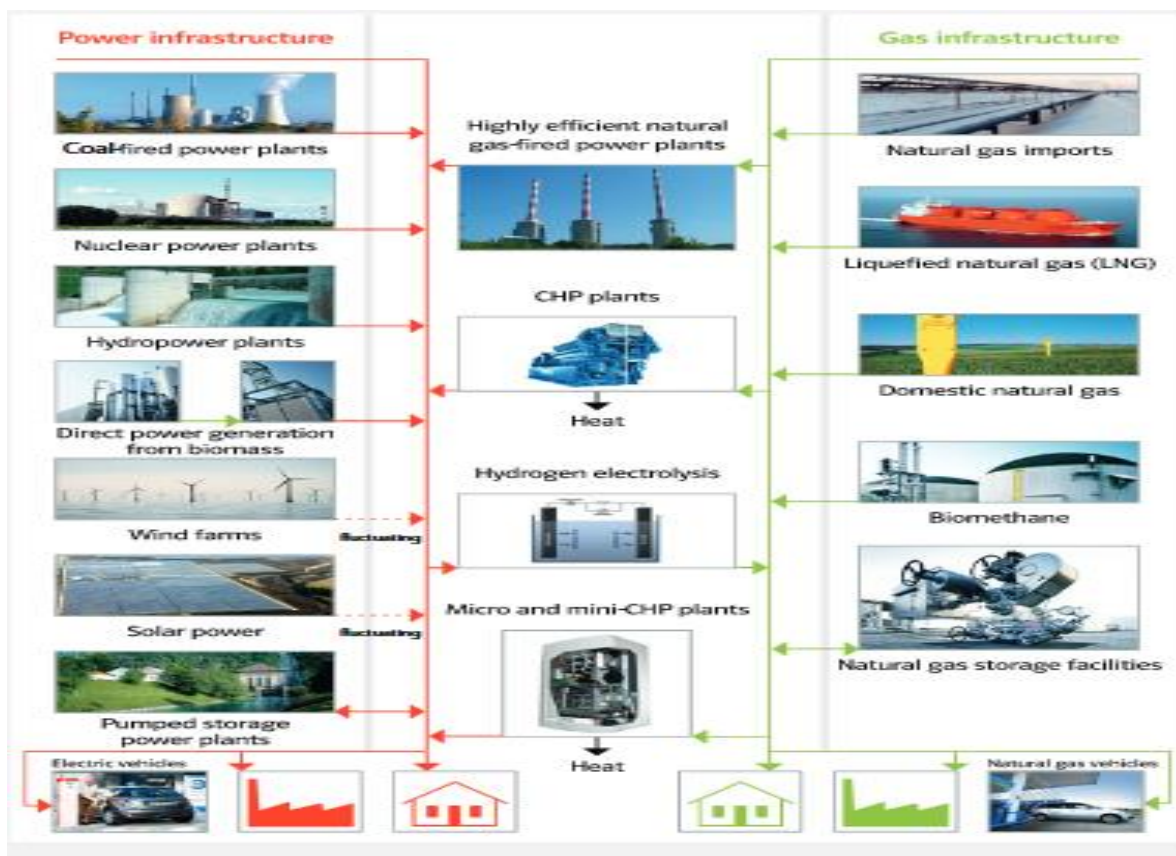 Power infrastructure
Coal-fired power plants
Nuclear power plants
Hydropower plants
Direct power generation
from biomass
Wind farms
fluctuating
Solar power
fluctuating
Pumped storage
power plants
Electric vehicles
Highly efficient natural
gas-fired power plants
CHP plants
Heat
Hydrogen electrolysis
Micro and mini-CHP plants
Heat
Gas infrastructure
Natural gas imports
Liquefied natural gas (LNG)
Domestic natural gas
Biomethane
Natural gas storage facilities
Natural gas vehicles